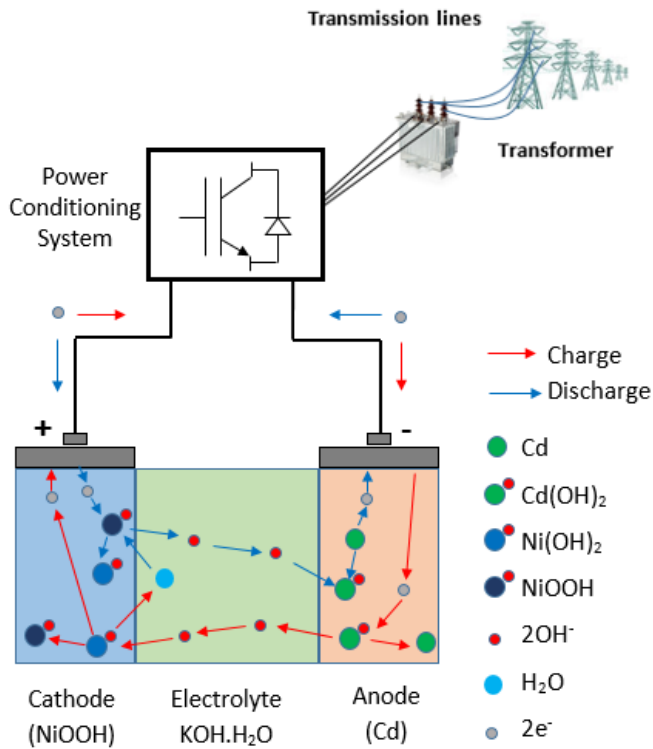 Transmission lines
Transformer
Power
Conditioning
System
Charge
Discharge
+
-
Cd
Cd(OH)₂
Ni(OH)₂
NiOOH
2OH⁻
H₂O
2e⁻
Cathode
(NiOOH)
Electrolyte
KOH.H₂O
Anode
(Cd)